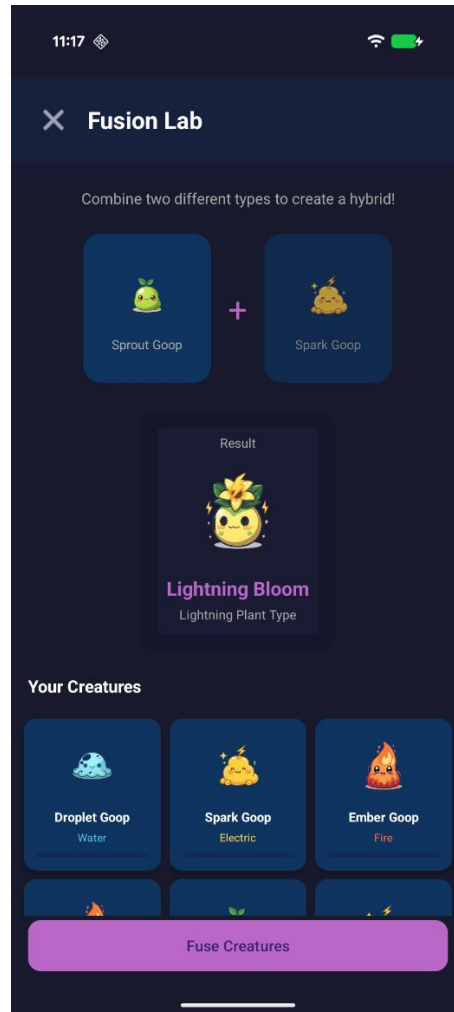 11:17
Fusion Lab
Combine two different types to create a hybrid!
Sprout Goop
+
Spark Goop
Result
Lightning Bloom
Lightning Plant Type
Your Creatures
Droplet Goop
Water
Spark Goop
Electric
Ember Goop
Fire
Fuse Creatures